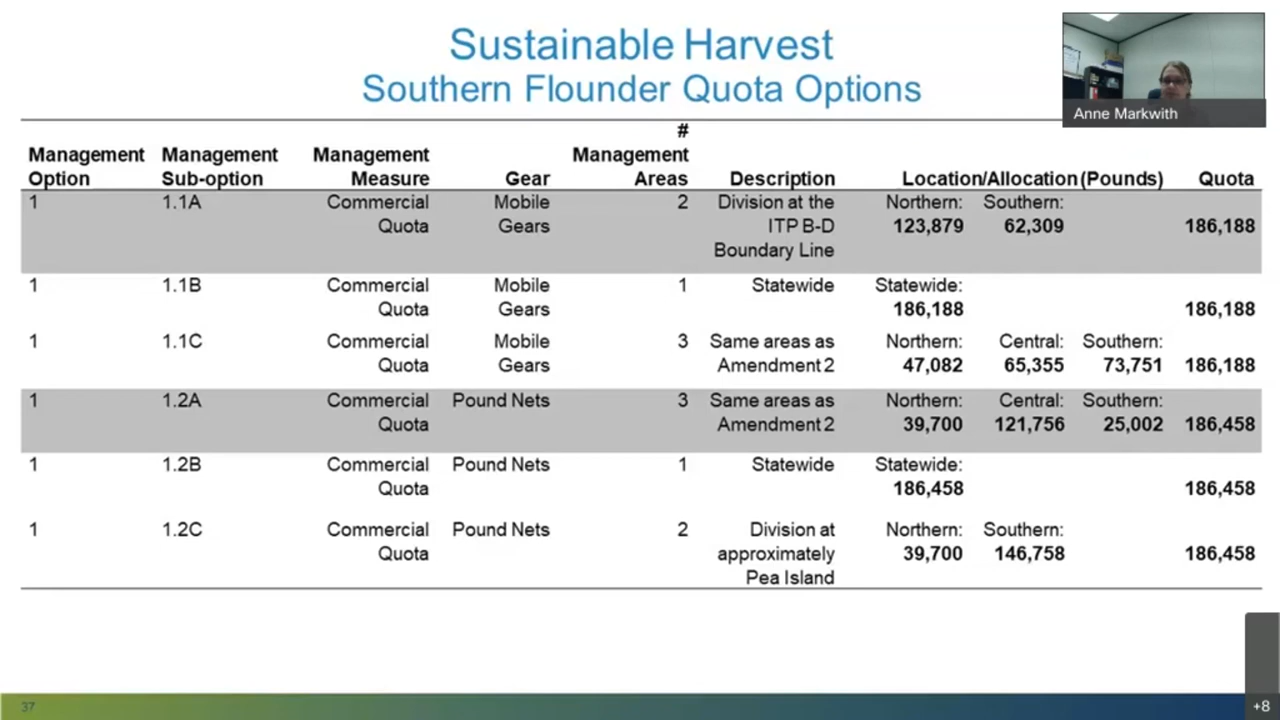 Sustainable Harvest
Southern Flounder Quota Options
Anne Markwith
#
Management Management Management Management
Option Sub-option Measure Gear Areas Description Location/Allocation (Pounds) Quota
1 1.1A Commercial Mobile 2 Division at the Northern: Southern:
Quota Gears ITP B-D 123,879 62,309 186,188
Boundary Line
1 1.1B Commercial Mobile 1 Statewide Statewide:
Quota Gears 186,188 186,188
1 1.1C Commercial Mobile 3 Same areas as Northern: Central: Southern:
Quota Gears Amendment 2 47,082 65,355 73,751 186,188
1 1.2A Commercial Pound Nets 3 Same areas as Northern: Central: Southern:
Quota Amendment 2 39,700 121,756 25,002 186,458
1 1.2B Commercial Pound Nets 1 Statewide Statewide:
Quota 186,458 186,458
1 1.2C Commercial Pound Nets 2 Division at Northern: Southern:
Quota approximately 39,700 146,758 186,458
Pea Island
37
+8